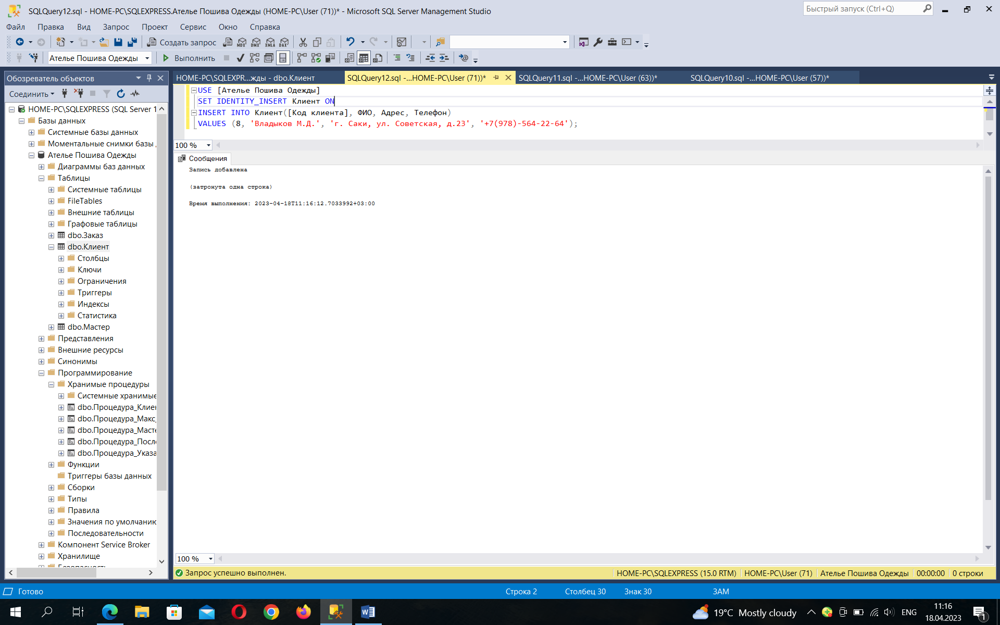 SQLQuery12.sql - HOME-PC\SQLEXPRESS.Ателье Пошива Одежды (HOME-PC\User (71))* - Microsoft SQL Server Management Studio
Быстрый запуск (Ctrl+Q)
Файл Правка Вид Запрос Проект Сервис Окно Справка
Создать запрос MDX DMX XMLA DAX
Ателье Пошива Одежды Выполнить
Обозреватель объектов
HOME-PC\SQLEXPR...жды - dbo.Клиент SQLQuery12.sql -...HOME-PC\User (71))* SQLQuery11.sql -...HOME-PC\User (63))* SQLQuery10.sql -...HOME-PC\User (57))*
Соединить
HOME-PC\SQLEXPRESS (SQL Server 1
Базы данных
Системные базы данных
Моментальные снимки базы
Ателье Пошива Одежды
Диаграммы баз данных
Таблицы
Системные таблицы
FileTables
Внешние таблицы
Графовые таблицы
dbo.Заказ
dbo.Клиент
Столбцы
Ключи
Ограничения
Триггеры
Индексы
Статистика
dbo.Мастер
Представления
Внешние ресурсы
Синонимы
Программирование
Хранимые процедуры
Системные хранимые
dbo.Процедура_Клиен
dbo.Процедура_Макс_
dbo.Процедура_Масте
dbo.Процедура_После
dbo.Процедура_Указа
Функции
Триггеры базы данных
Сборки
Типы
Правила
Значения по умолчанию
Последовательности
Компонент Service Broker
Хранилище
Безопасность
USE [Ателье Пошива Одежды]
SET IDENTITY_INSERT Клиент ON
INSERT INTO Клиент([Код клиента], ФИО, Адрес, Телефон)
VALUES (8, 'Владыков М.Д.', 'г. Саки, ул. Советская, д.23', '+7(978)-564-22-64');
100 %
Сообщения
Запись добавлена
(затронута одна строка)
Время выполнения: 2023-04-18T11:16:12.7033992+03:00
100 %
Запрос успешно выполнен. HOME-PC\SQLEXPRESS (15.0 RTM) HOME-PC\User (71) Ателье Пошива Одежды 00:00:00 0 строки
Готово Строка 2 Столбец 30 Знак 30 ЗАМ
19°C Mostly cloudy ENG 11:16
18.04.2023 1